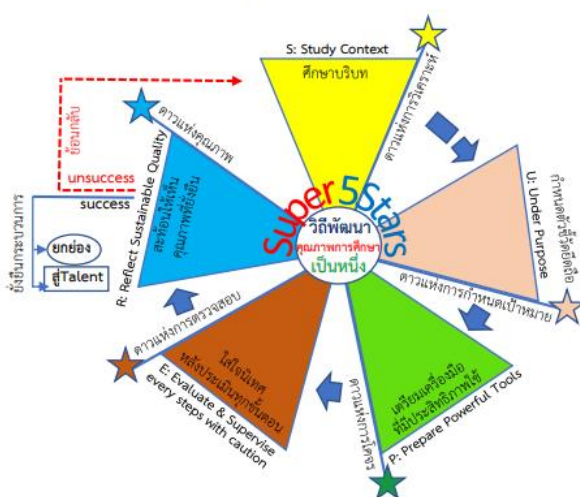 S: Study Context
ศึกษาบริบท
ดาวแห่งการวิเคราะห์
U: Under Purpose
กำหนดตัวชี้วัดยึดถือ
ดาวแห่งการกำหนดเป้าหมาย
เตรียมเครื่องมือ
ที่มีประสิทธิภาพใช้
P: Prepare Powerful Tools
ดาวแห่งการโคจร
ใส่ใจนิเทศ
หลังประเมินทุกขั้นตอน
E: Evaluate & Supervise
every steps with caution
ดาวแห่งการตรวจสอบ
สะท้อนให้เห็น
คุณภาพที่ยั่งยืน
R: Reflect Sustainable Quality
ดาวแห่งคุณภาพ
Super5Stars
วิถีพัฒนา
คุณภาพการศึกษา
เป็นหนึ่ง
ย้อนกลับ
unsuccess
success
ยั่งยืนกระบวนการ
ยกย่อง
สู่Talent